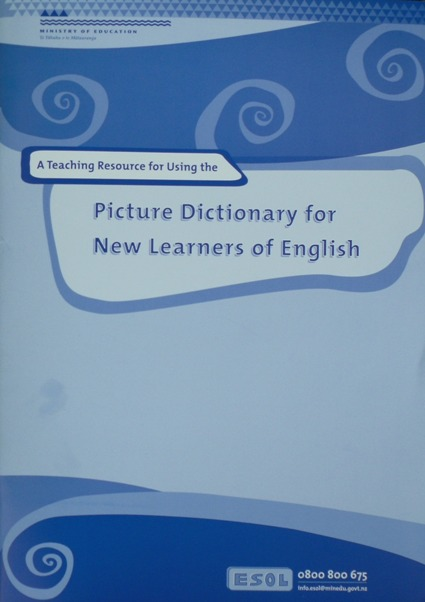 MINISTRY OF EDUCATION
Te Tāhuhu o te Mātauranga
A Teaching Resource for Using the
Picture Dictionary for
New Learners of English
ESOL
0800 800 675
info.esol@minedu.govt.nz